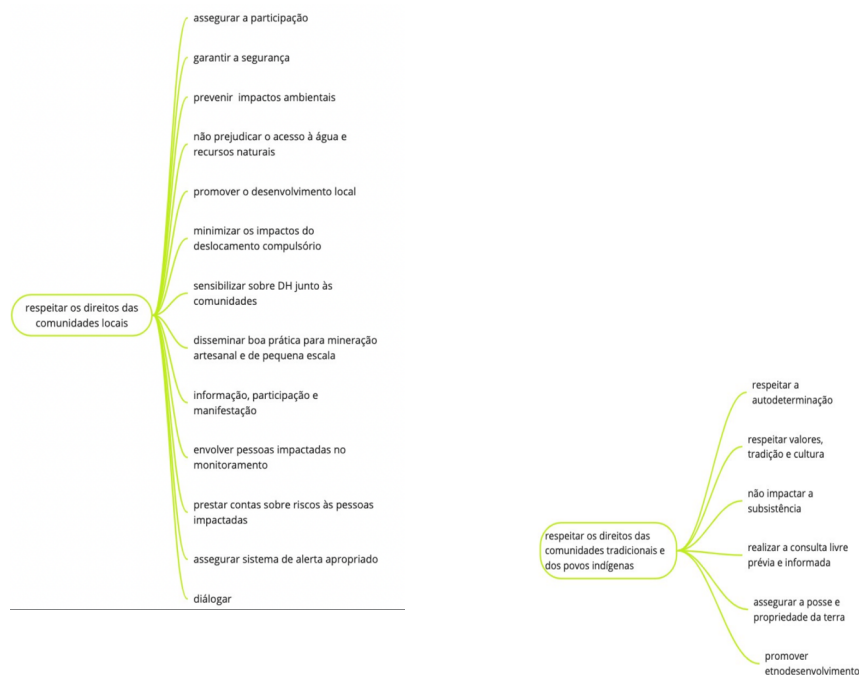 assegurar a participação
garantir a segurança
prevenir impactos ambientais
não prejudicar o acesso à água e
recursos naturais
promover o desenvolvimento local
minimizar os impactos do
deslocamento compulsório
sensibilizar sobre DH junto às
comunidades
respeitar os direitos das
comunidades locais
disseminar boa prática para mineração
artesanal e de pequena escala
informação, participação e
manifestação
envolver pessoas impactadas no
monitoramento
prestar contas sobre riscos às pessoas
impactadas
assegurar sistema de alerta apropriado
diálogar
respeitar a
autodeterminação
respeitar valores,
tradição e cultura
não impactar a
subsistência
respeitar os direitos das
comunidades tradicionais e
dos povos indígenas
realizar a consulta livre
prévia e informada
assegurar a posse e
propriedade da terra
promover
etnodesenvolvimento